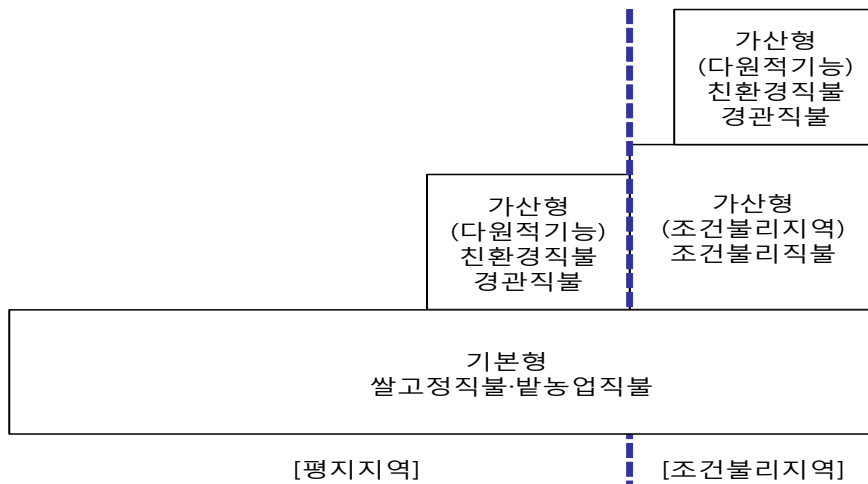 가산형
(다원적기능)
친환경직불
경관직불
가산형
(다원적기능)
친환경직불
경관직불
가산형
(조건불리지역)
조건불리직불
기본형
쌀고정직불·밭농업직불
[평지지역]
[조건불리지역]